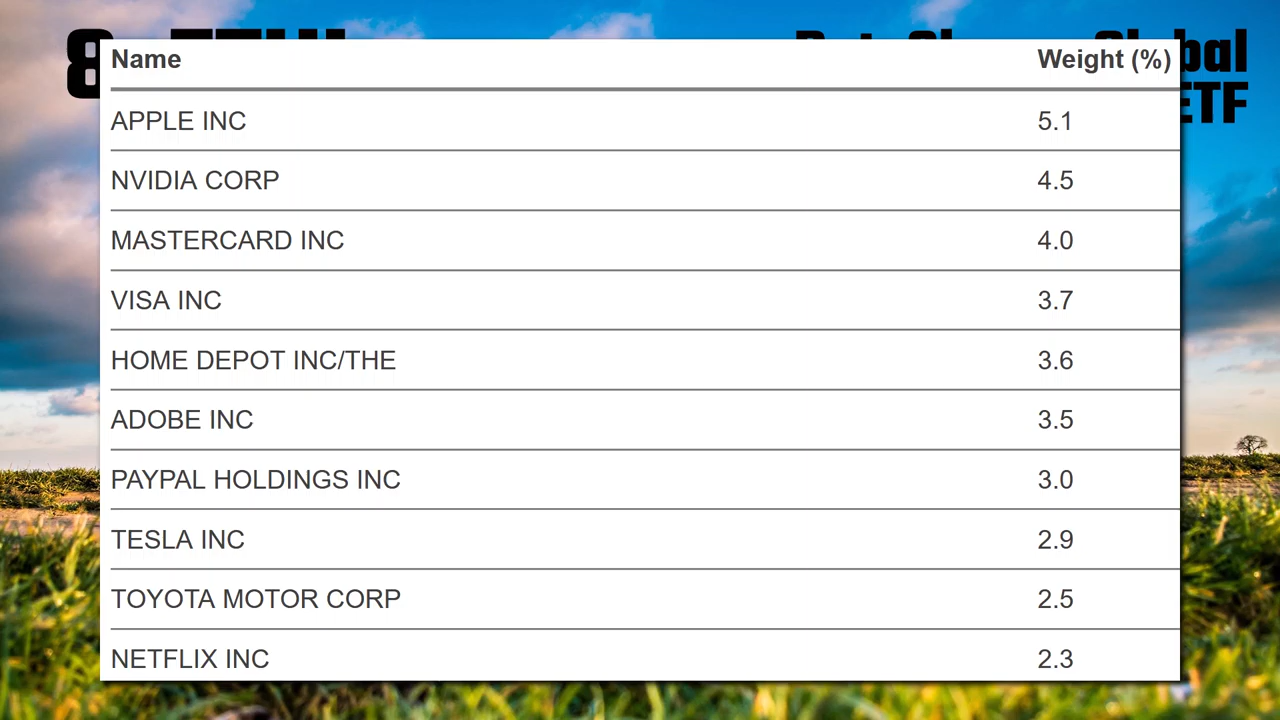 Name Weight (%)
APPLE INC 5.1
NVIDIA CORP 4.5
MASTERCARD INC 4.0
VISA INC 3.7
HOME DEPOT INC/THE 3.6
ADOBE INC 3.5
PAYPAL HOLDINGS INC 3.0
TESLA INC 2.9
TOYOTA MOTOR CORP 2.5
NETFLIX INC 2.3
ETF